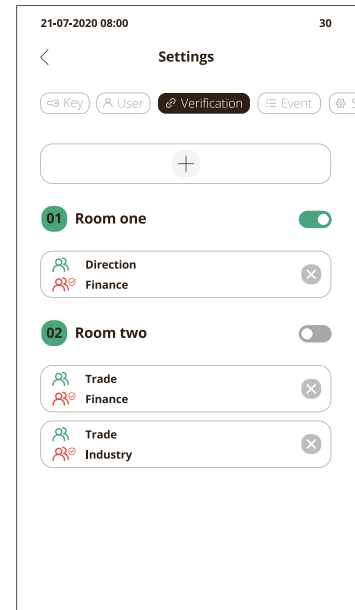 21-07-2020 08:00 30
Settings
Key User Verification Event S
01 Room one
Direction
Finance
02 Room two
Trade
Finance
Trade
Industry